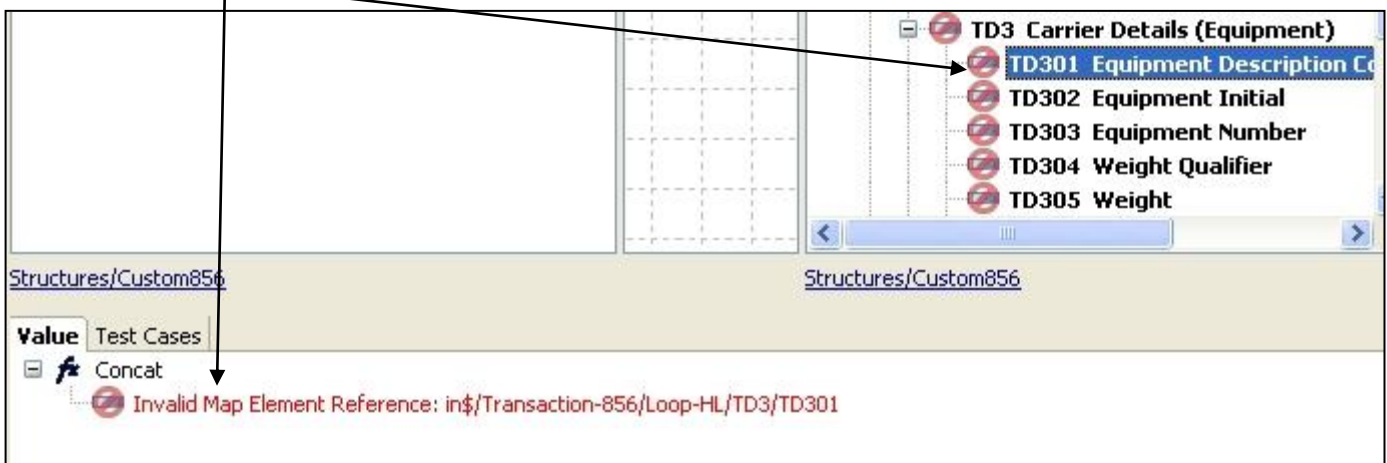 TD3 Carrier Details (Equipment)
TD301 Equipment Description Co
TD302 Equipment Initial
TD303 Equipment Number
TD304 Weight Qualifier
TD305 Weight
Structures/Custom856
Structures/Custom856
Value Test Cases
fx Concat
Invalid Map Element Reference: in$/Transaction-856/Loop-HL/TD3/TD301